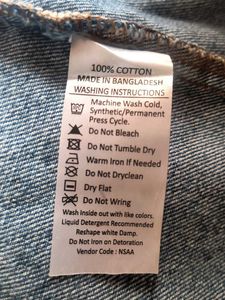 100% COTTON
MADE IN BANGLADESH
WASHING INSTRUCTIONS
Machine Wash Cold,
Synthetic/Permanent
Press Cycle.
Do Not Bleach
Do Not Tumble Dry
Warm Iron If Needed
Do Not Dryclean
Dry Flat
Do Not Wring
Wash Inside out with like colors.
Liquid Detergent Recommended
Reshape white Damp.
Do Not Iron on Detoration
Vendor Code : NSAA